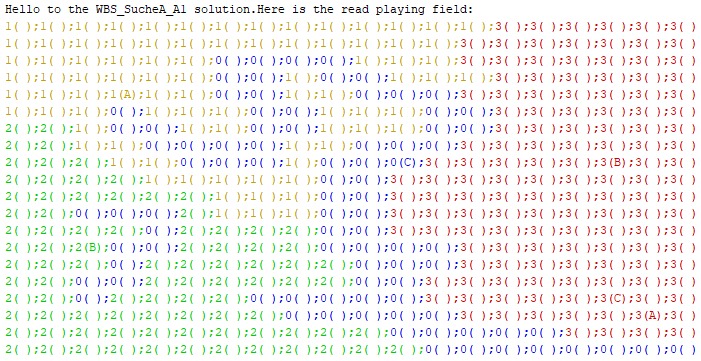 Hello to the WBS_SucheA_A1 solution.Here is the read playing field:
1( );1( );1( );1( );1( );1( );1( );1( );1( );1( );1( );1( );1( );1( );3( );3( );3( );3( );3( );3( )
1( );1( );1( );1( );1( );1( );1( );1( );1( );1( );1( );1( );1( );3( );3( );3( );3( );3( );3( );3( )
1( );1( );1( );1( );1( );1( );0( );0( );0( );0( );1( );1( );1( );3( );3( );3( );3( );3( );3( );3( )
1( );1( );1( );1( );1( );1( );0( );0( );1( );0( );0( );1( );1( );1( );3( );3( );3( );3( );3( );3( )
1( );1( );1( );1(A);1( );1( );0( );0( );1( );1( );0( );0( );0( );3( );3( );3( );3( );3( );3( );3( )
1( );1( );1( );0( );1( );1( );1( );0( );0( );1( );1( );1( );0( );0( );3( );3( );3( );3( );3( );3( )
2( );2( );1( );0( );0( );1( );1( );1( );1( );1( );1( );1( );0( );0( );3( );3( );3( );3( );3( );3( )
2( );2( );1( );1( );0( );0( );0( );0( );1( );1( );0( );0( );0( );3( );3( );3( );3( );3( );3( );3( )
2( );2( );2( );1( );1( );0( );0( );0( );1( );0( );0( );0(C);3( );3( );3( );3( );3( );3(B);3( );3( )
2( );2( );2( );2( );1( );1( );1( );1( );1( );0( );0( );3( );3( );3( );3( );3( );3( );3( );3( );3( )
2( );2( );2( );2( );2( );2( );1( );1( );1( );0( );0( );3( );3( );3( );3( );3( );3( );3( );3( );3( )
2( );2( );0( );0( );0( );2( );1( );1( );1( );0( );0( );3( );3( );3( );3( );3( );3( );3( );3( );3( )
2( );2( );2( );0( );0( );2( );2( );2( );2( );0( );0( );0( );3( );3( );3( );3( );3( );3( );3( );3( )
2( );2( );2(B);0( );0( );2( );2( );2( );2( );0( );0( );0( );0( );3( );3( );3( );3( );3( );3( );3( )
2( );2( );2( );0( );2( );2( );2( );2( );2( );2( );0( );0( );0( );3( );3( );3( );3( );3( );3( );3( )
2( );2( );0( );0( );2( );2( );2( );2( );2( );2( );0( );0( );3( );3( );3( );3( );3( );3( );3( );3( )
2( );2( );0( );2( );2( );2( );2( );0( );0( );0( );0( );0( );3( );3( );3( );3( );3( );3(C);3( );3( )
2( );2( );2( );2( );2( );2( );2( );2( );0( );0( );0( );0( );0( );3( );3( );3( );3( );3( );3(A);3( )
2( );2( );2( );2( );2( );2( );2( );2( );2( );2( );2( );0( );0( );0( );0( );0( );3( );3( );3( );3( )
2( );2( );2( );2( );2( );2( );2( );2( );2( );2( );2( );2( );0( );0( );0( );0( );0( );0( );0( );0( )